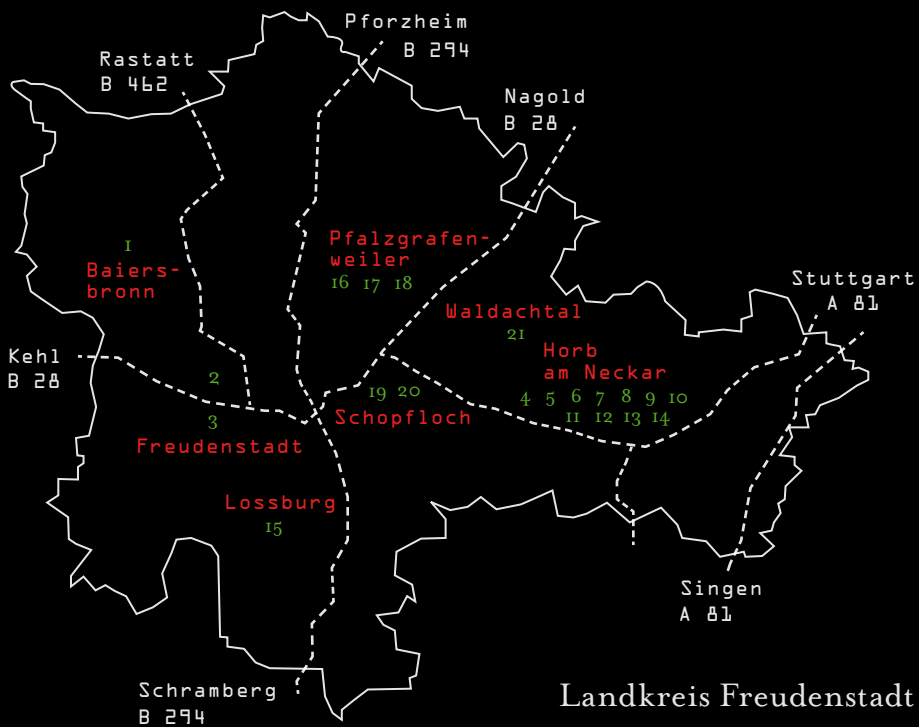 Pforzheim
B 294
Rastatt
B 462
Nagold
B 28
1
Baiers-
bronn
Pfalzgrafen-
weiler
16 17 18
Stuttgart
A 81
Waldachtal
21
Kehl
B 28
Horb
am Neckar
4 5 6 7 8 9 10
11 12 13 14
2
3
Freudenstadt
19 20
Schopfloch
Lossburg
15
Singen
A 81
Schramberg
B 294
Landkreis Freudenstadt